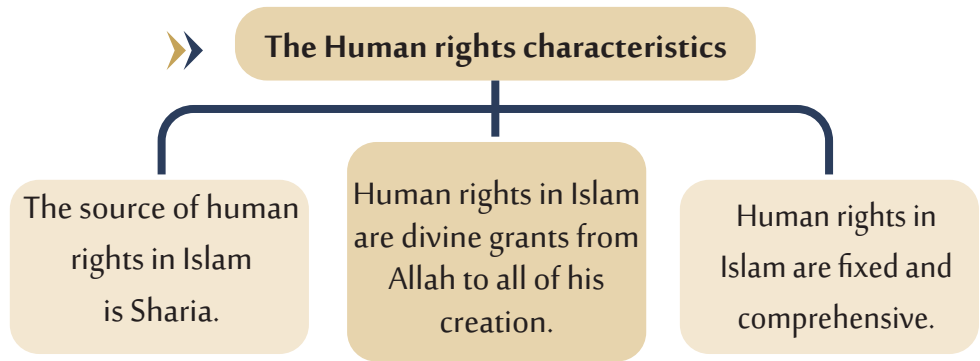 The Human rights characteristics
The source of human
rights in Islam
is Sharia.
Human rights in Islam
are divine grants from
Allah to all of his
creation.
Human rights in
Islam are fixed and
comprehensive.